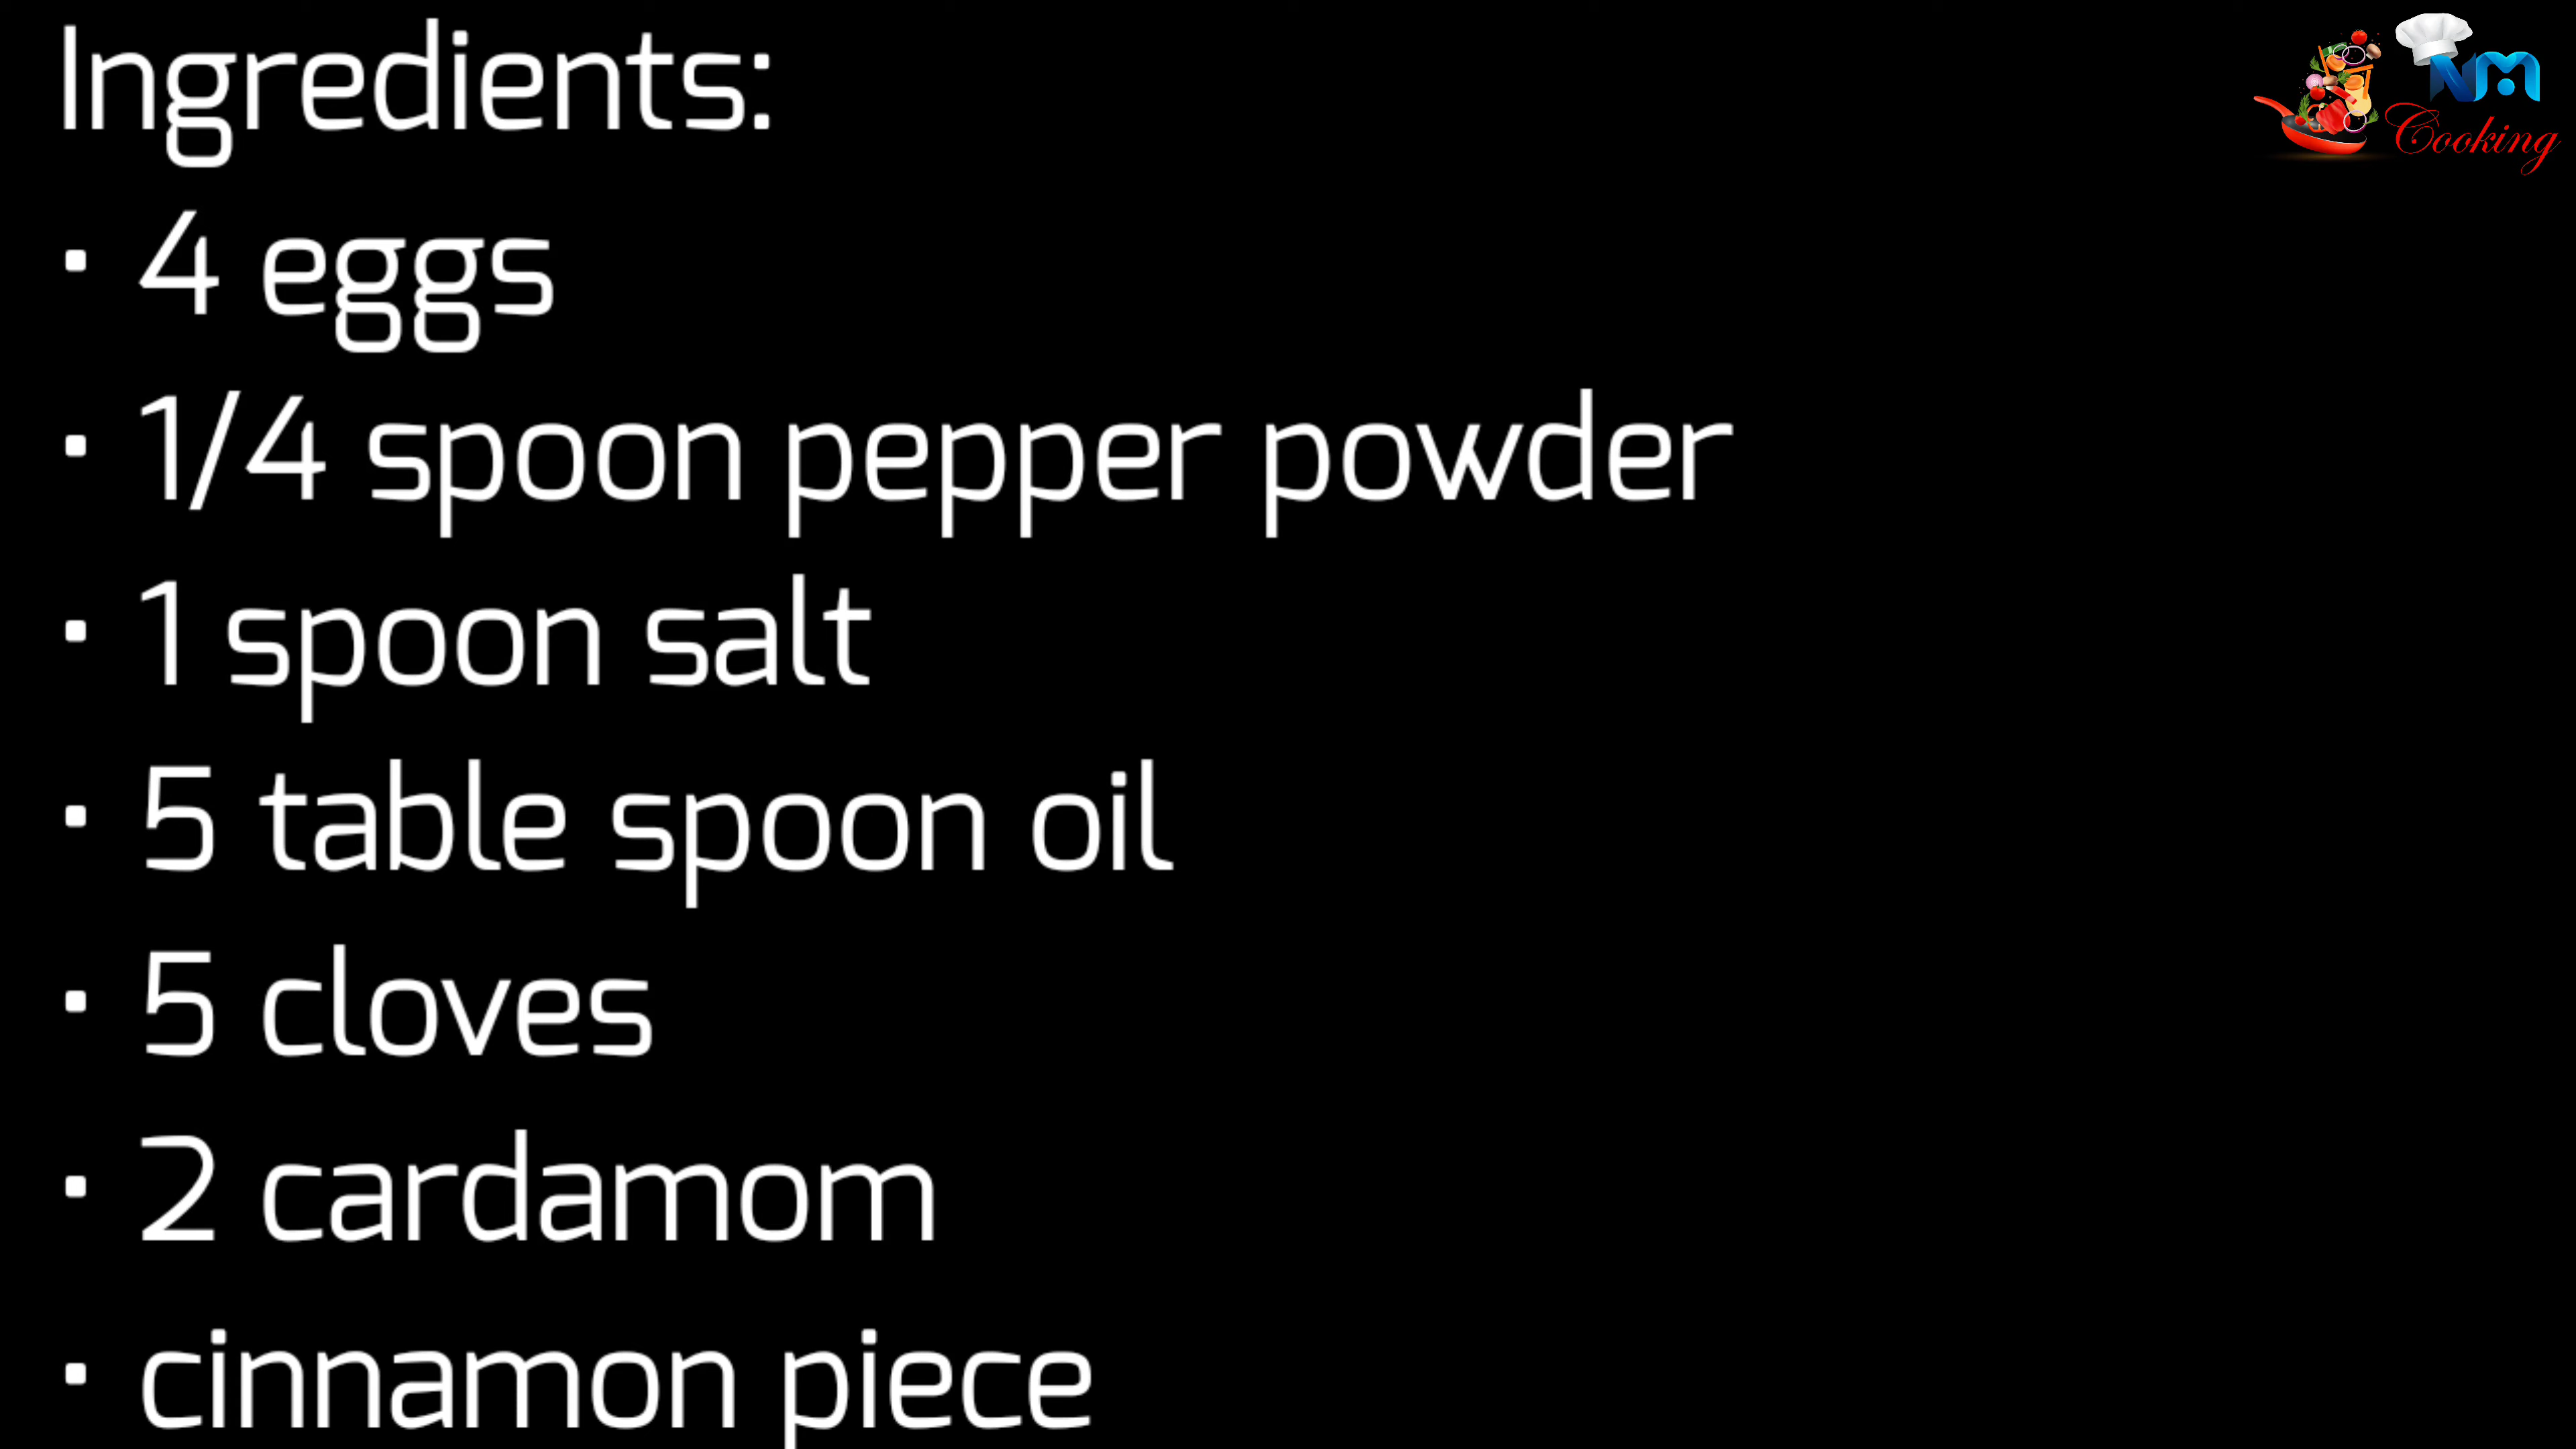 Ingredients:
• 4 eggs
• 1/4 spoon pepper powder
• 1 spoon salt
• 5 table spoon oil
• 5 cloves
• 2 cardamom
• cinnamon piece
NM
Cooking